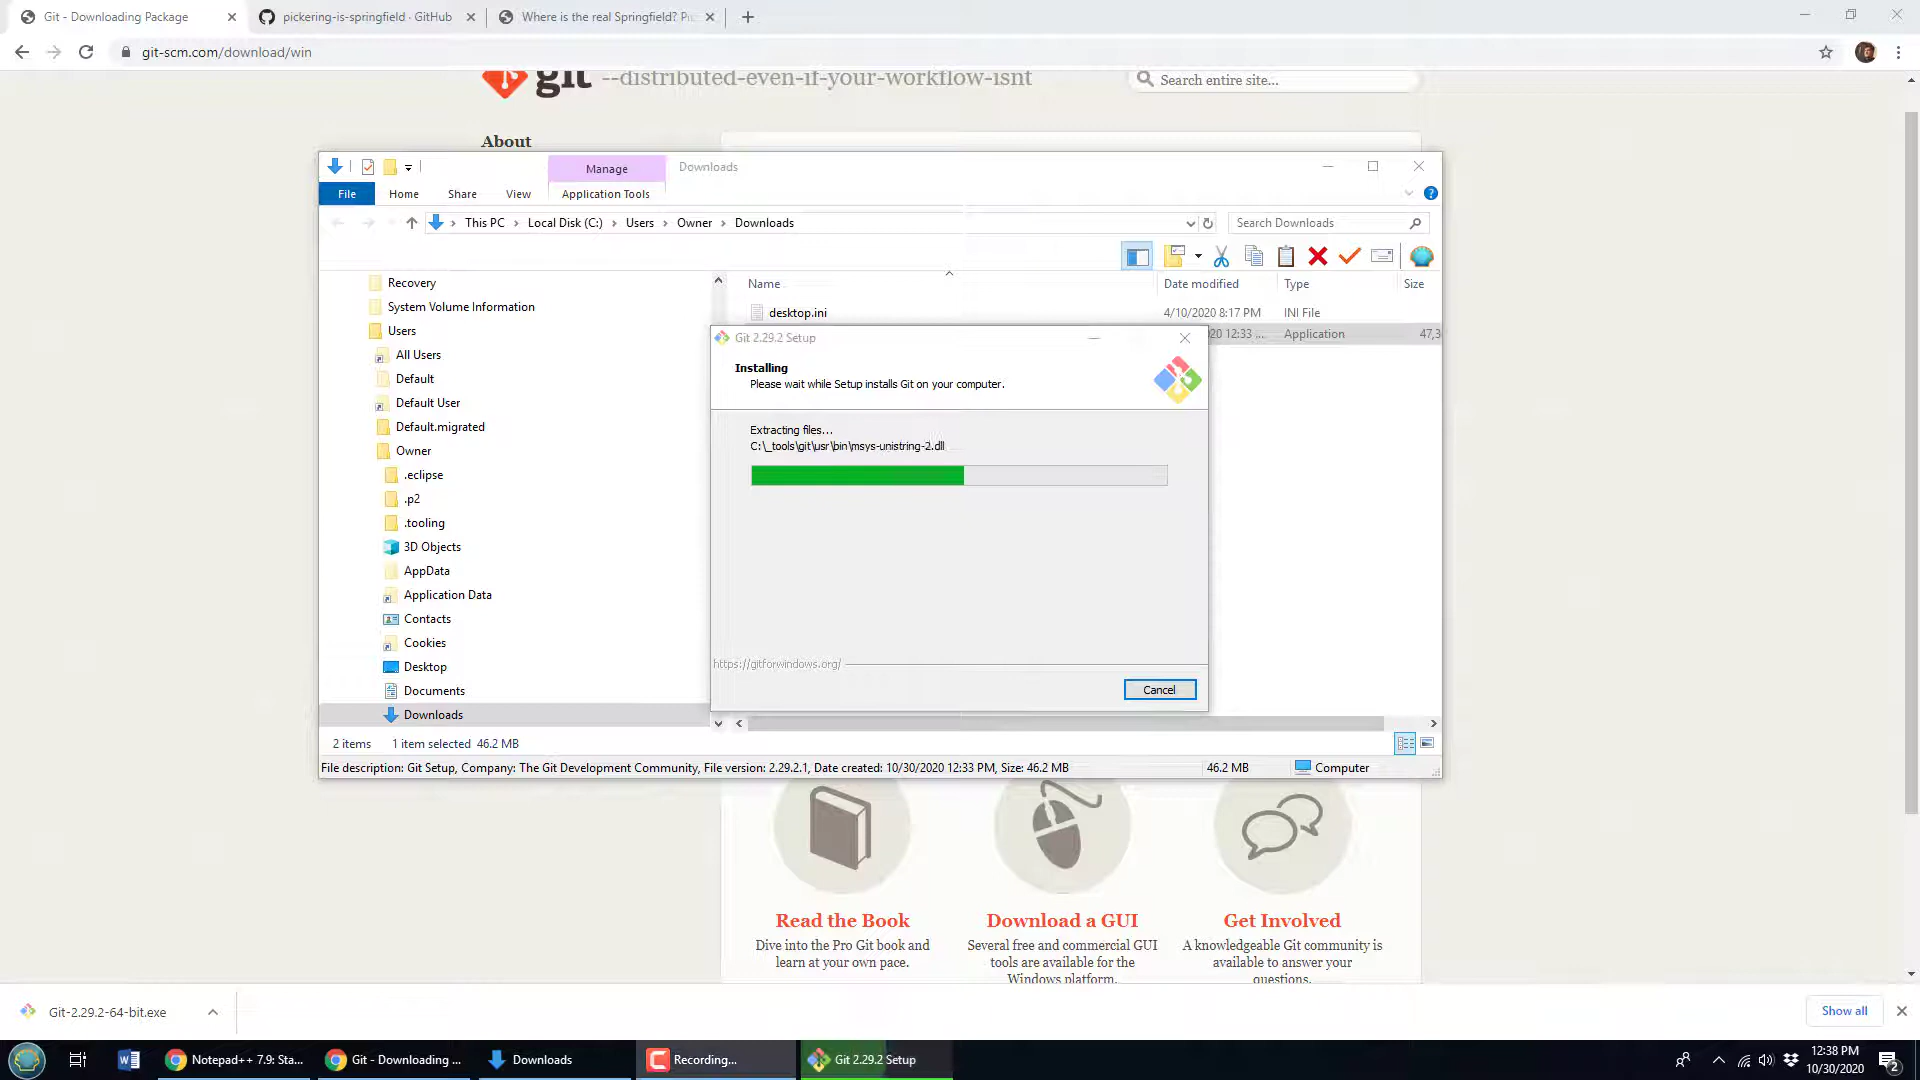 Git - Downloading Package
pickering-is-springfield · GitHub
Where is the real Springfield? Pic
git-scm.com/download/win
git --distributed-even-if-your-workflow-isnt
Search entire site...
About
Manage
Downloads
File
Home
Share
View
Application Tools
This PC
Local Disk (C:)
Users
Owner
Downloads
Search Downloads
Name
Date modified
Type
Size
Recovery
System Volume Information
Users
All Users
Default
Default User
Default.migrated
Owner
.eclipse
.p2
.tooling
3D Objects
AppData
Application Data
Contacts
Cookies
Desktop
Documents
Downloads
desktop.ini
4/10/2020 8:17 PM
INI File
20 12:33 ...
Application
47,3
Git 2.29.2 Setup
Installing
Please wait while Setup installs Git on your computer.
Extracting files...
C:\_tools\git\usr\bin\msys-unistring-2.dll
https://gitforwindows.org/
Cancel
2 items
1 item selected 46.2 MB
File description: Git Setup, Company: The Git Development Community, File version: 2.29.2.1, Date created: 10/30/2020 12:33 PM, Size: 46.2 MB
46.2 MB
Computer
Read the Book
Dive into the Pro Git book and
learn at your own pace.
Download a GUI
Several free and commercial GUI
tools are available for the
Windows platform.
Get Involved
A knowledgeable Git community is
available to answer your
questions.
Git-2.29.2-64-bit.exe
Show all
Notepad++ 7.9: Sta...
Git - Downloading ...
Downloads
Recording...
Git 2.29.2 Setup
12:38 PM
10/30/2020
2